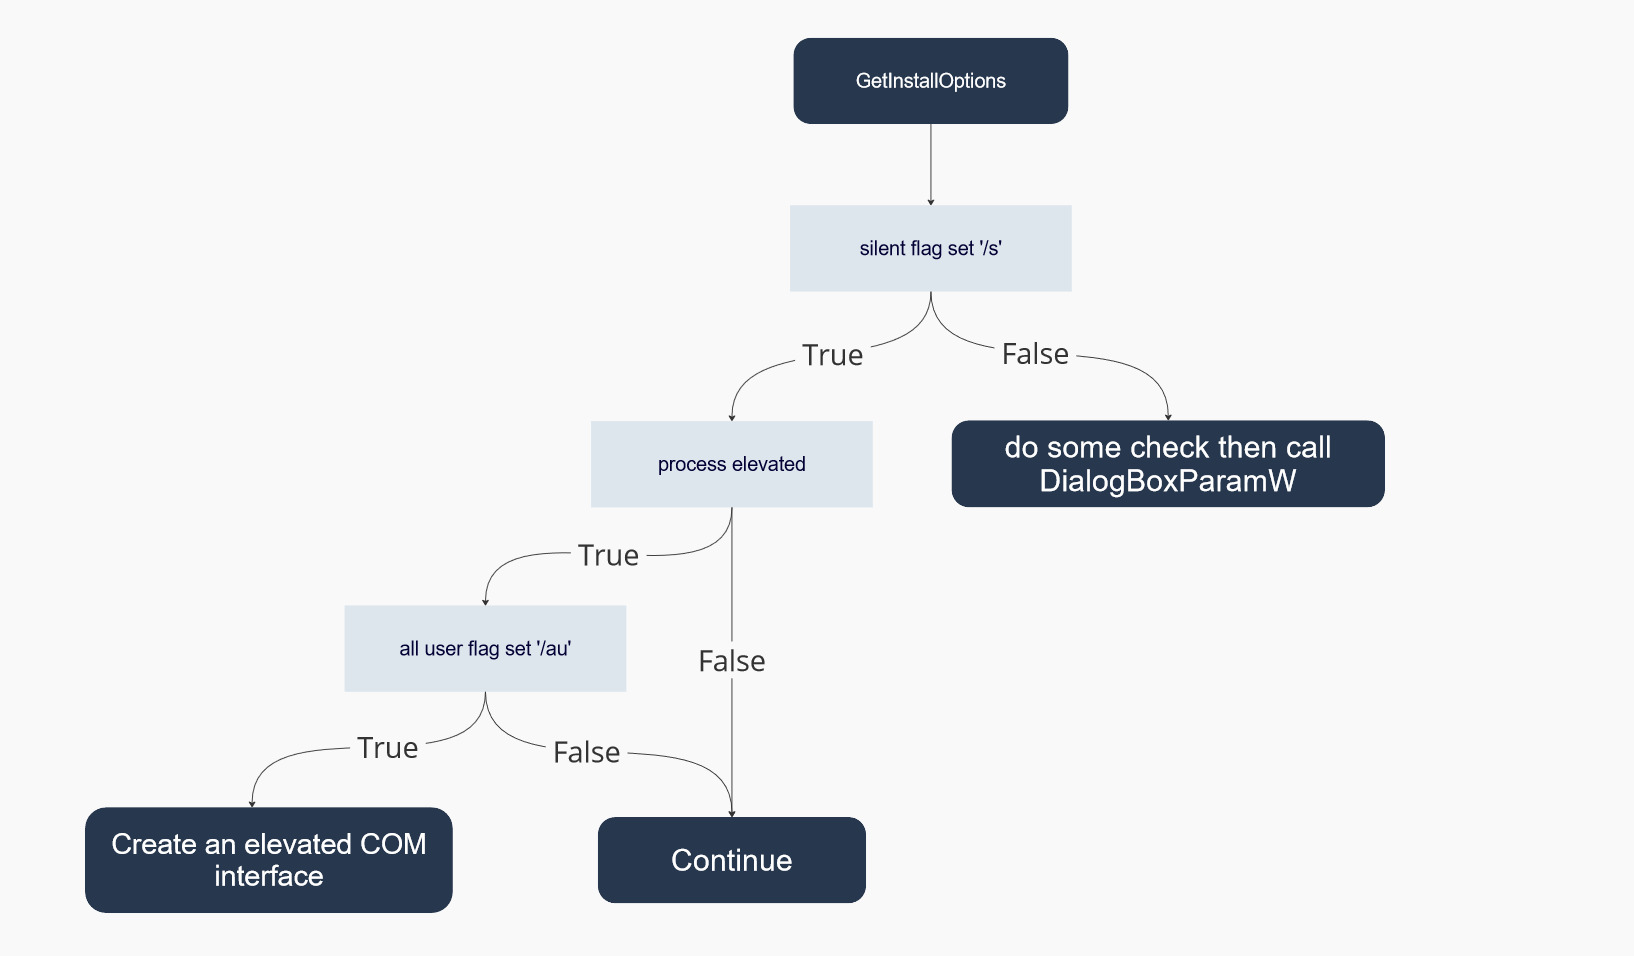 GetInstallOptions
silent flag set '/s'
True
False
process elevated
do some check then call
DialogBoxParamW
True
False
all user flag set '/au'
True
False
Create an elevated COM
interface
Continue